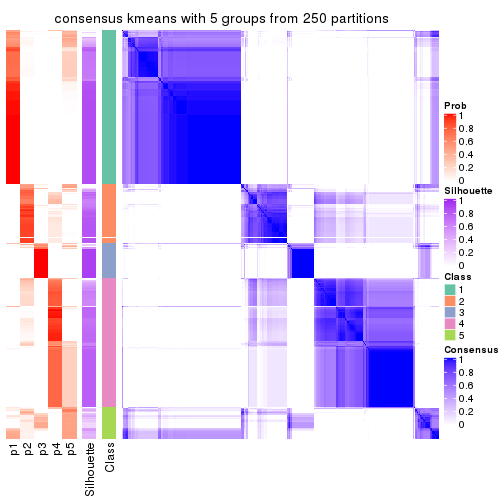 consensus kmeans with 5 groups from 250 partitions
Prob
1
0.8
0.6
0.4
0.2
0
Silhouette
1
0.8
0.6
0.4
0.2
0
Class
1
2
3
4
5
Consensus
1
0.8
0.6
0.4
0.2
0
p1
p2
p3
p4
p5
Silhouette
Class